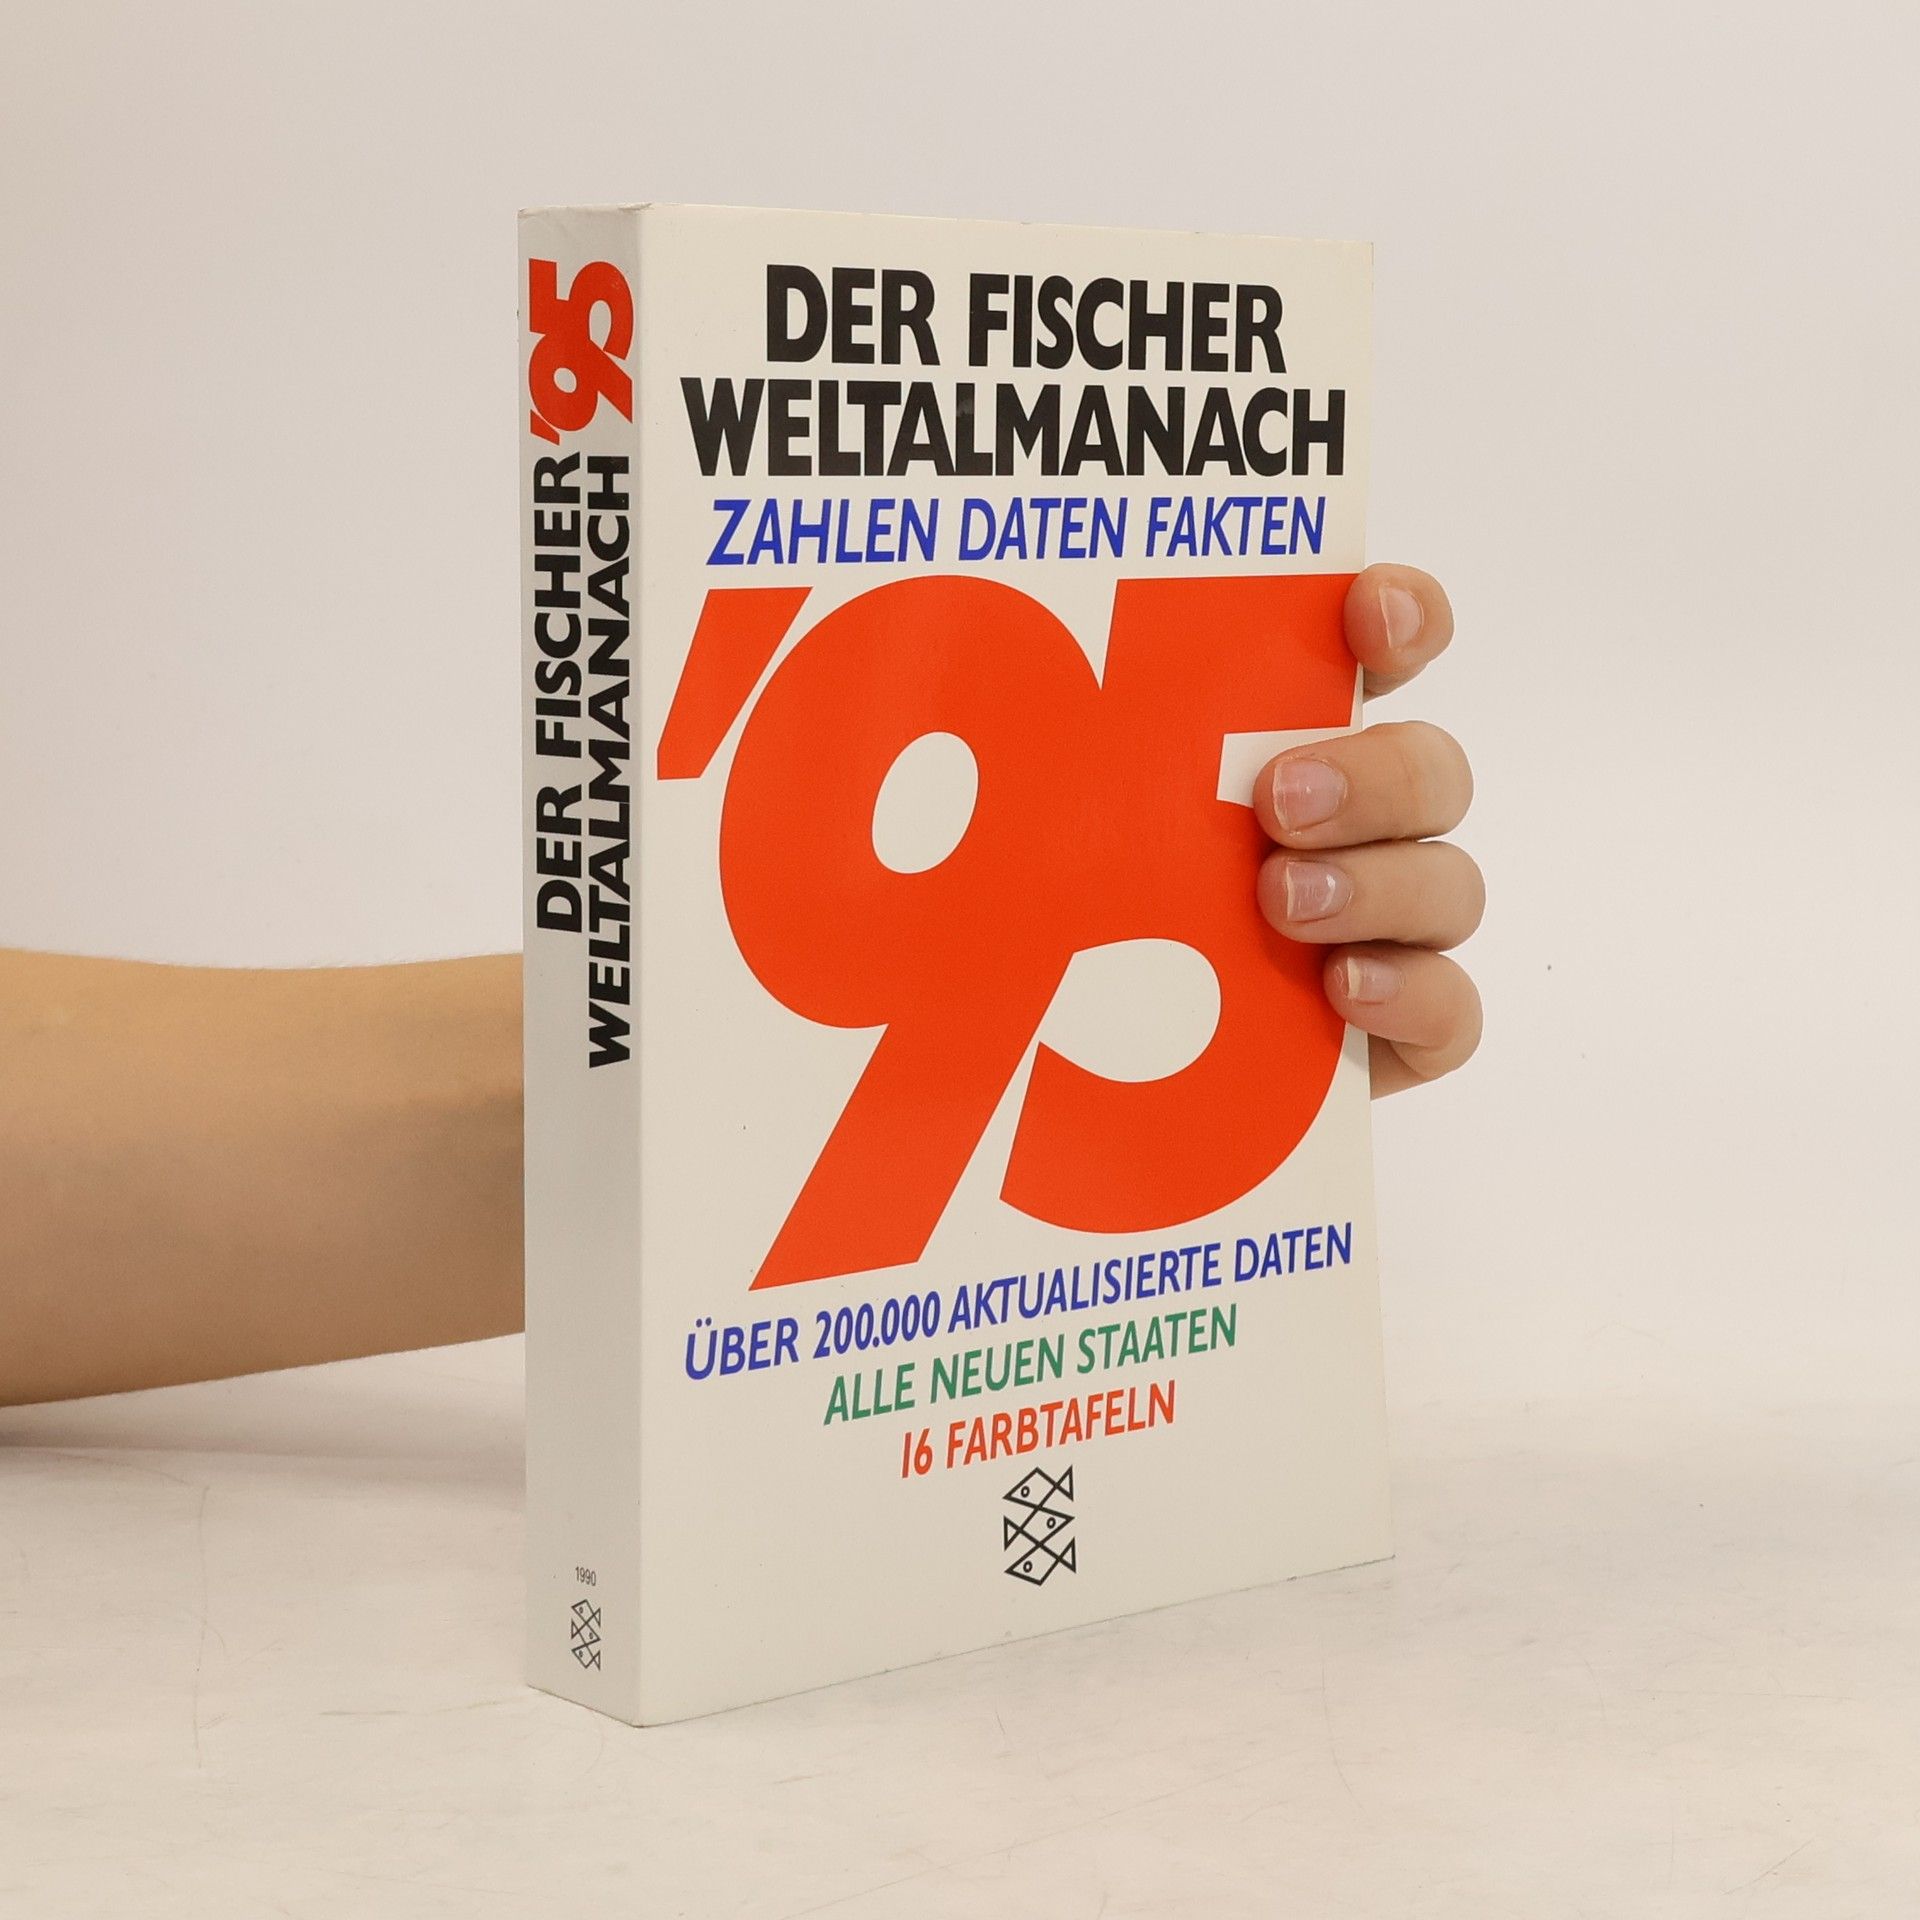 DER FISCHER
WELTALMANACH
ZAHLEN DATEN FAKTEN
'95
ÜBER 200.000 AKTUALISIERTE DATEN
ALLE NEUEN STAATEN
16 FARBTAFELN
DER FISCHER
WELTALMANACH
'95
1990